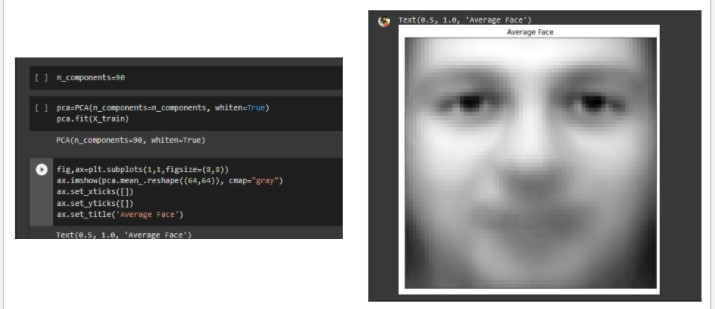 [ ] n_components=90
[ ] pca=PCA(n_components=n_components, whiten=True)
pca.fit(X_train)
PCA(n_components=90, whiten=True)
fig,ax=plt.subplots(1,1,figsize=(8,8))
ax.imshow(pca.mean_.reshape((64,64)), cmap="gray")
ax.set_xticks([])
ax.set_yticks([])
ax.set_title('Average Face')
Text(0.5, 1.0, 'Average Face')
Text(0.5, 1.0, 'Average Face')
Average Face